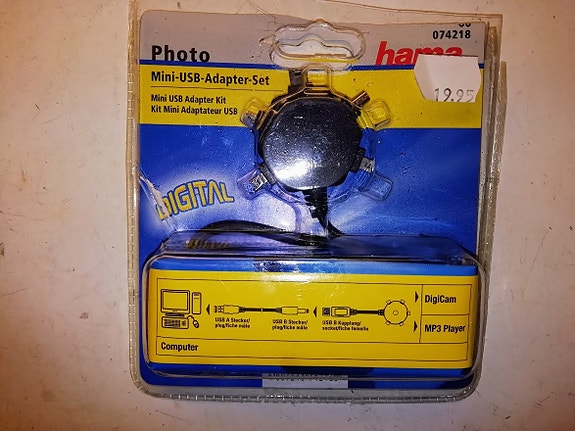 00
074218
Photo
hama
19.95
Mini-USB-Adapter-Set
Mini USB Adapter Kit
Kit Mini Adaptateur USB
DIGITAL
DigiCam
MP3 Player
USB A Stecker/
plug/fiche mâle
USB B Stecker/
plug/fiche mâle
USB B Kupplung/
socket/fiche femelle
Computer